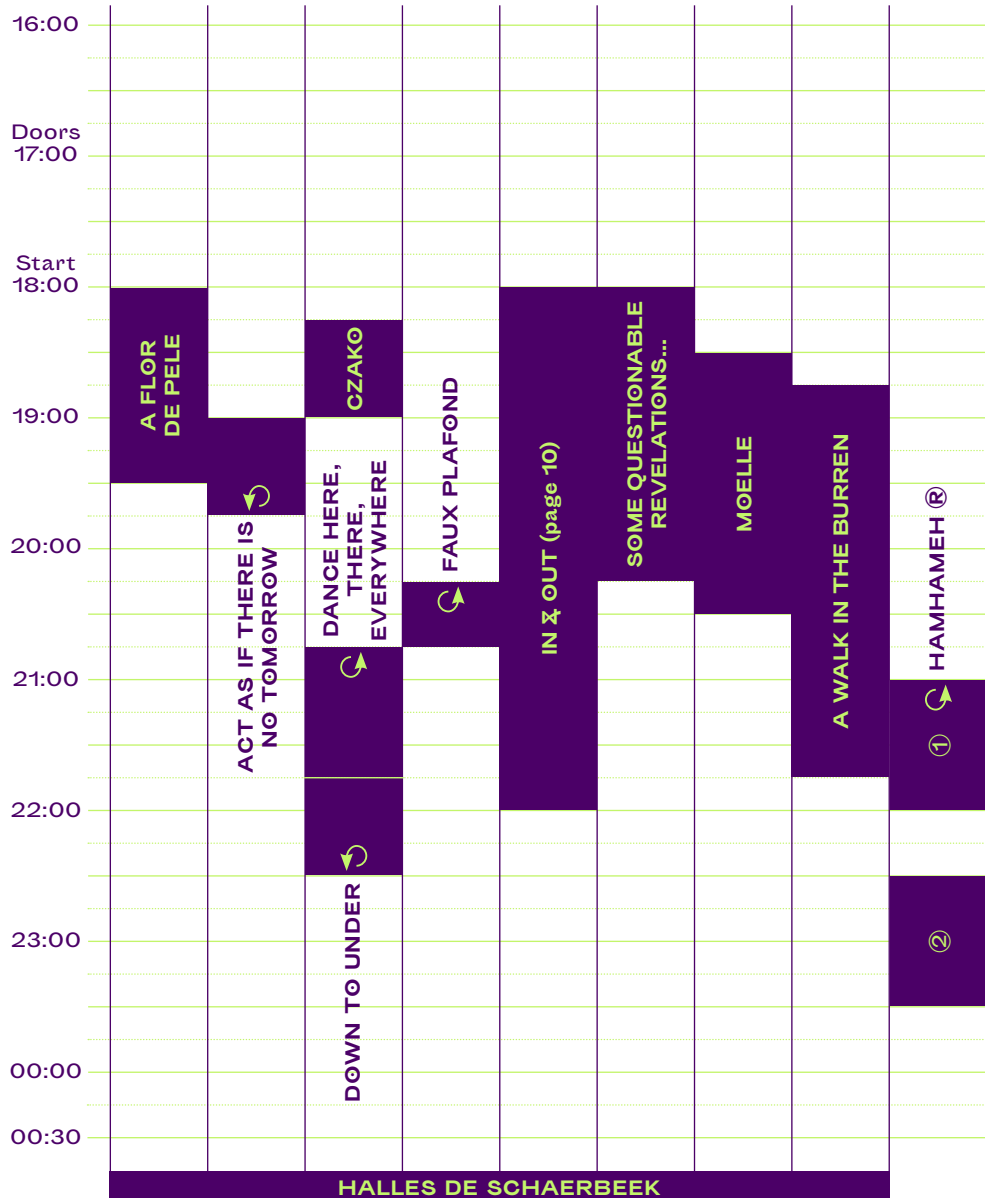 16:00
Doors
17:00
Start
18:00
19:00
20:00
21:00
22:00
23:00
00:00
00:30
A FLOR
DE PELE
ACT AS IF THERE IS
NO TOMORROW
CZAKO
DANCE HERE,
THERE,
EVERYWHERE
DOWN TO UNDER
FAUX PLAFOND
IN & OUT (page 10)
SOME QUESTIONABLE
REVELATIONS...
MOELLE
A WALK IN THE BURREN
HAMHAMEH ®
①
②
HALLES DE SCHAERBEEK